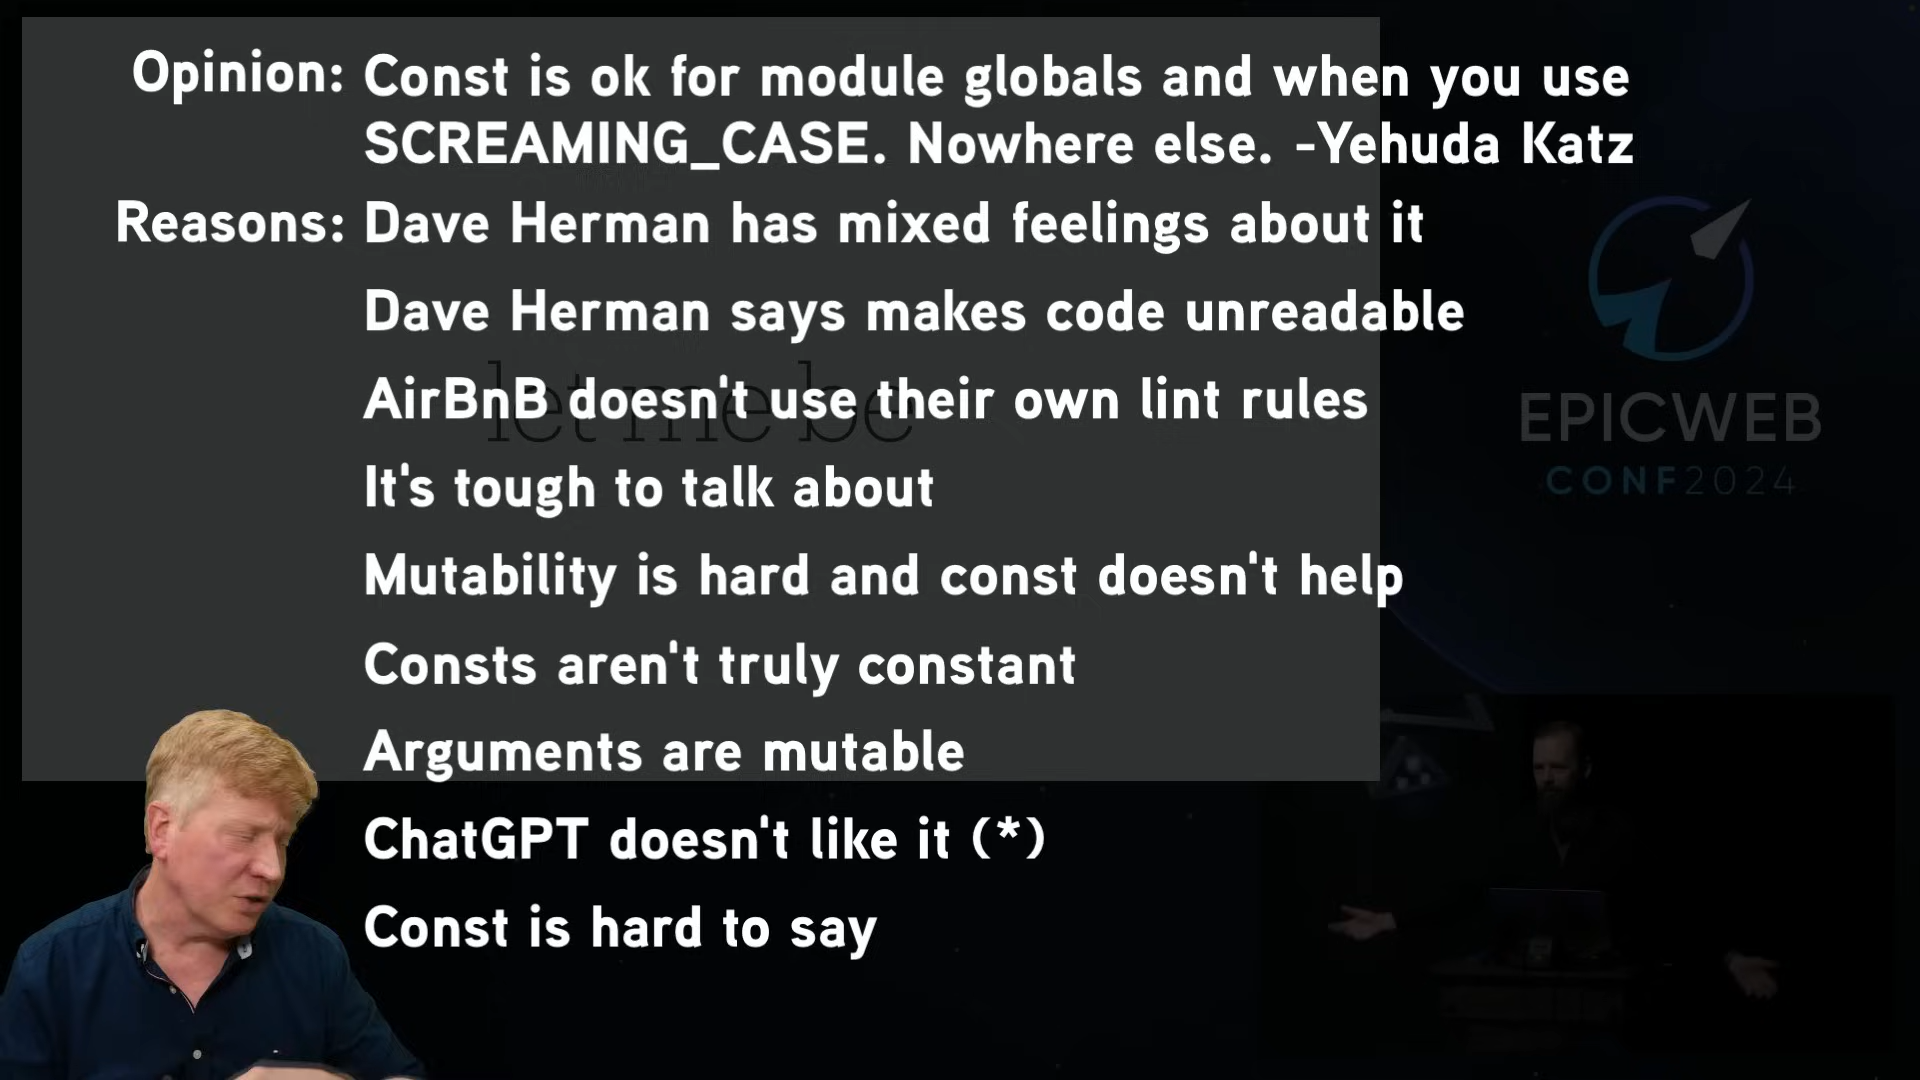 Opinion: Const is ok for module globals and when you use
SCREAMING_CASE. Nowhere else. -Yehuda Katz
Reasons: Dave Herman has mixed feelings about it
Dave Herman says makes code unreadable
let me be
AirBnB doesn't use their own lint rules
EPICWEB
CONF2024
It's tough to talk about
Mutability is hard and const doesn't help
Consts aren't truly constant
Arguments are mutable
ChatGPT doesn't like it (*)
Const is hard to say